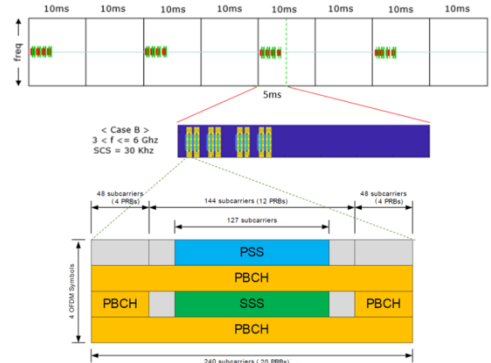 10ms 10ms 10ms 10ms 10ms 10ms 10ms 10ms
freq
5ms
< Case B >
3 < f <= 6 Ghz
SCS = 30 Khz
48 subcarriers
(4 PRBs)
144 subcarriers (12 PRBs)
48 subcarriers
(4 PRBs)
127 subcarriers
4 OFDM Symbols
PSS
PBCH
PBCH SSS PBCH
PBCH
240 subcarriers (20 PRBs)